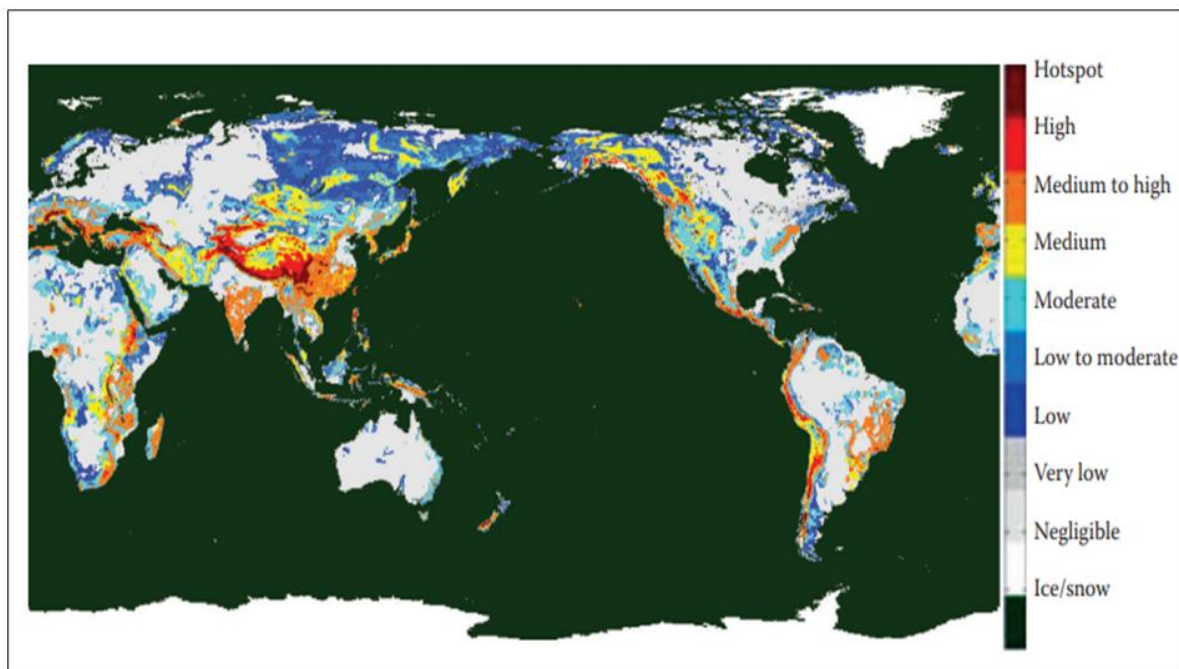 Hotspot
High
Medium to high
Medium
Moderate
Low to moderate
Low
Very low
Negligible
Ice/snow